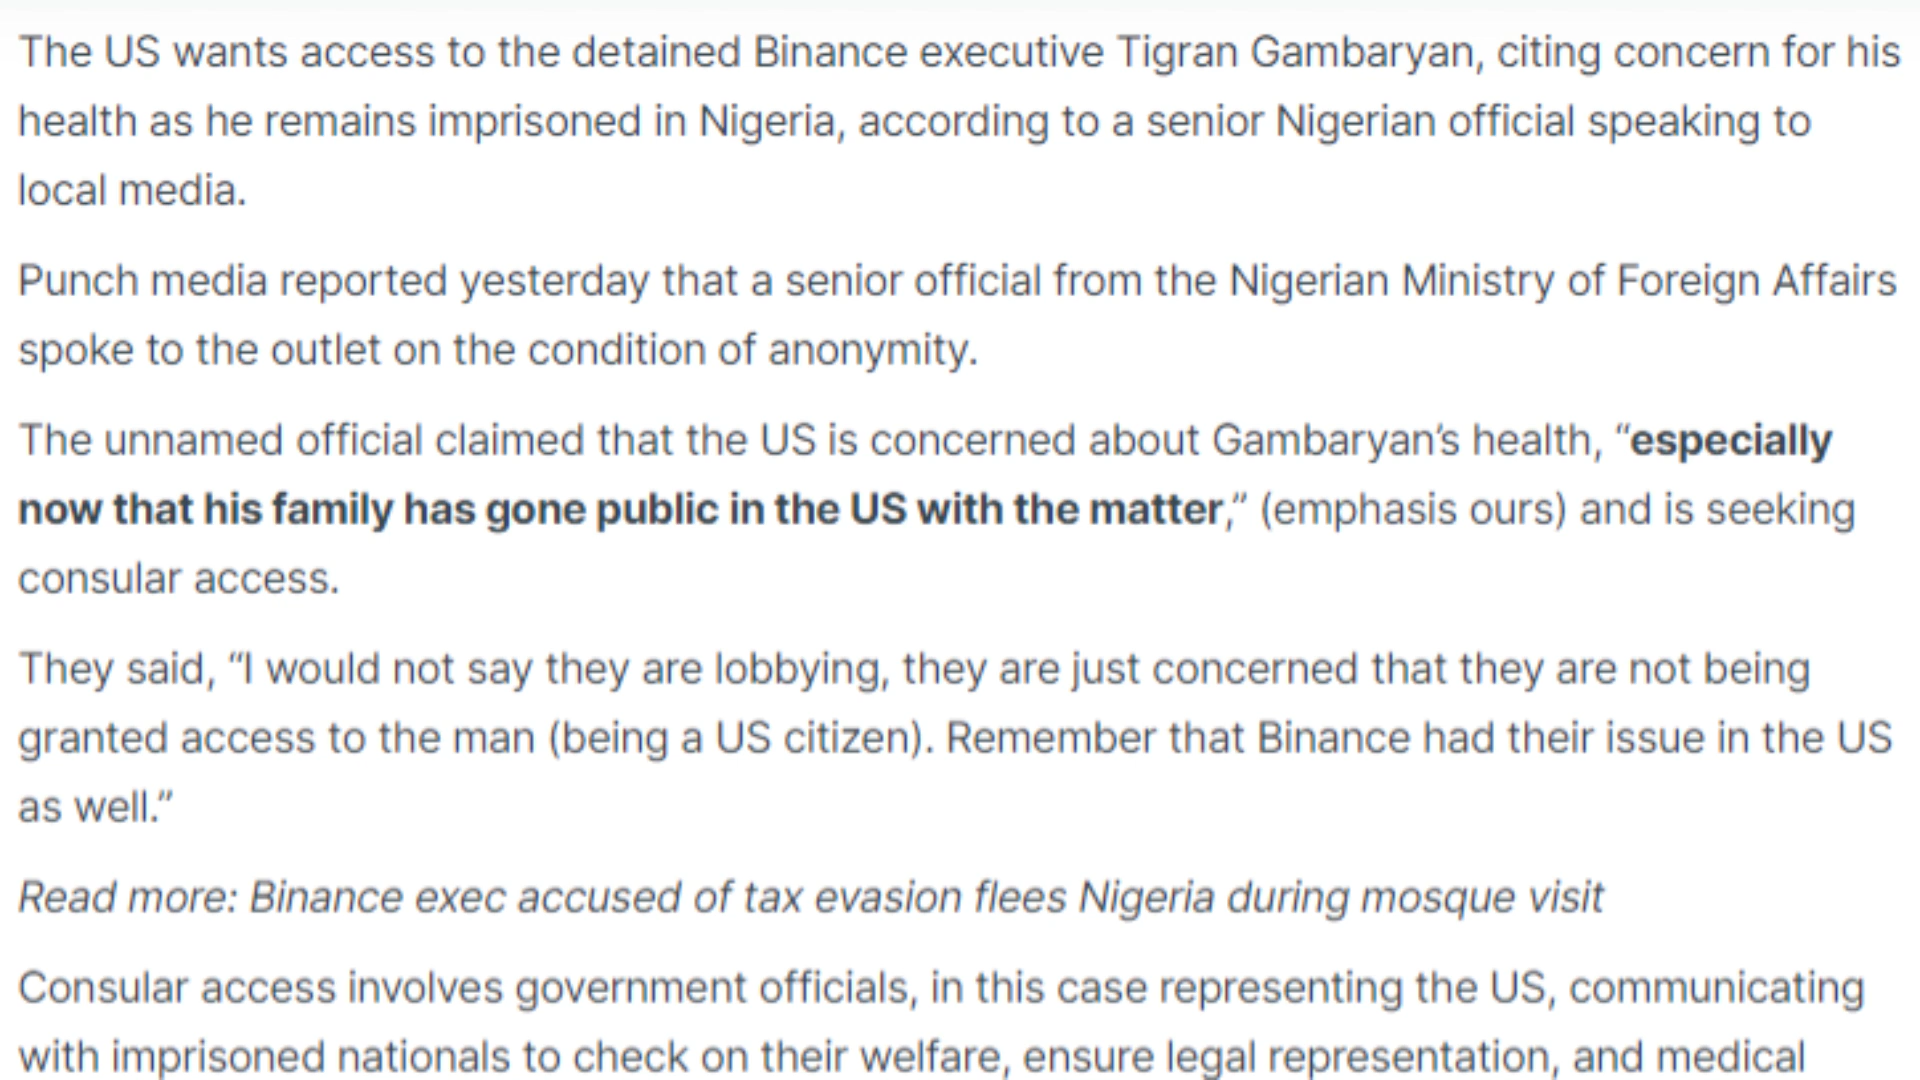 The US wants access to the detained Binance executive Tigran Gambaryan, citing concern for his
health as he remains imprisoned in Nigeria, according to a senior Nigerian official speaking to
local media.
Punch media reported yesterday that a senior official from the Nigerian Ministry of Foreign Affairs
spoke to the outlet on the condition of anonymity.
The unnamed official claimed that the US is concerned about Gambaryan’s health, “especially
now that his family has gone public in the US with the matter,” (emphasis ours) and is seeking
consular access.
They said, “I would not say they are lobbying, they are just concerned that they are not being
granted access to the man (being a US citizen). Remember that Binance had their issue in the US
as well.”
Read more: Binance exec accused of tax evasion flees Nigeria during mosque visit
Consular access involves government officials, in this case representing the US, communicating
with imprisoned nationals to check on their welfare, ensure legal representation, and medical